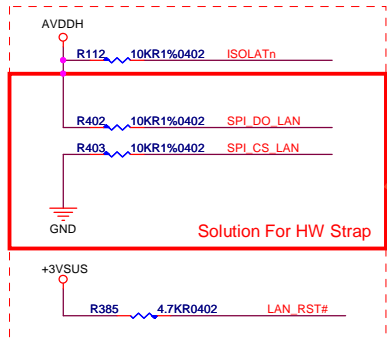 AVDDH
R112 10KR1%0402 ISOLATn
R402 10KR1%0402 SPI_DO_LAN
R403 10KR1%0402 SPI_CS_LAN
GND
Solution For HW Strap
+3VSUS
R385 4.7KR0402 LAN_RST#